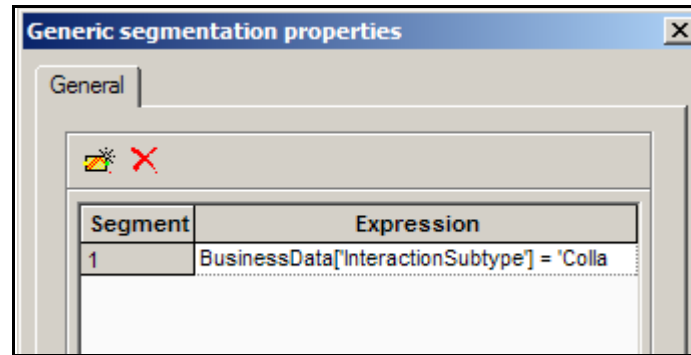 Generic segmentation properties
General
Segment Expression
1 BusinessData['InteractionSubtype'] = 'Colla